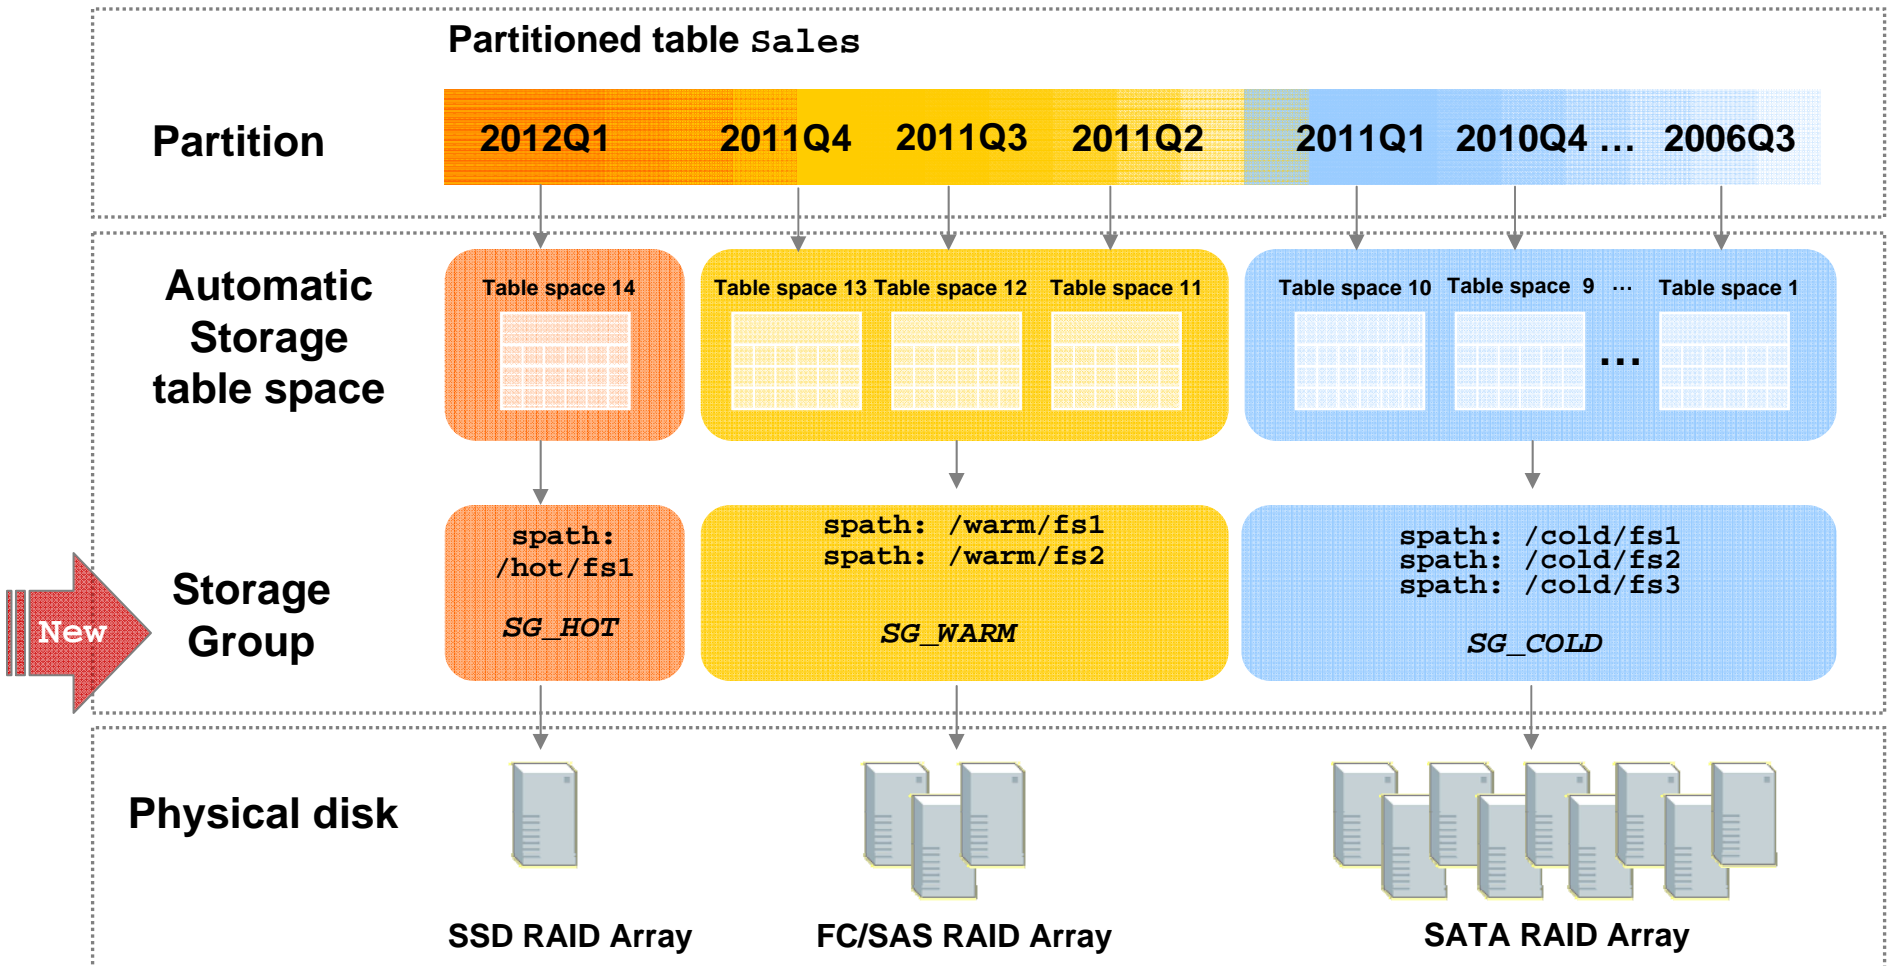 Partitioned table Sales
Partition
2012Q1 2011Q4 2011Q3 2011Q2 2011Q1 2010Q4 ... 2006Q3
Automatic
Storage
table space
Table space 14
Table space 13 Table space 12 Table space 11
Table space 10 Table space 9 ... Table space 1
...
New
Storage
Group
spath:
/hot/fs1
SG_HOT
spath: /warm/fs1
spath: /warm/fs2
SG_WARM
spath: /cold/fs1
spath: /cold/fs2
spath: /cold/fs3
SG_COLD
Physical disk
SSD RAID Array
FC/SAS RAID Array
SATA RAID Array